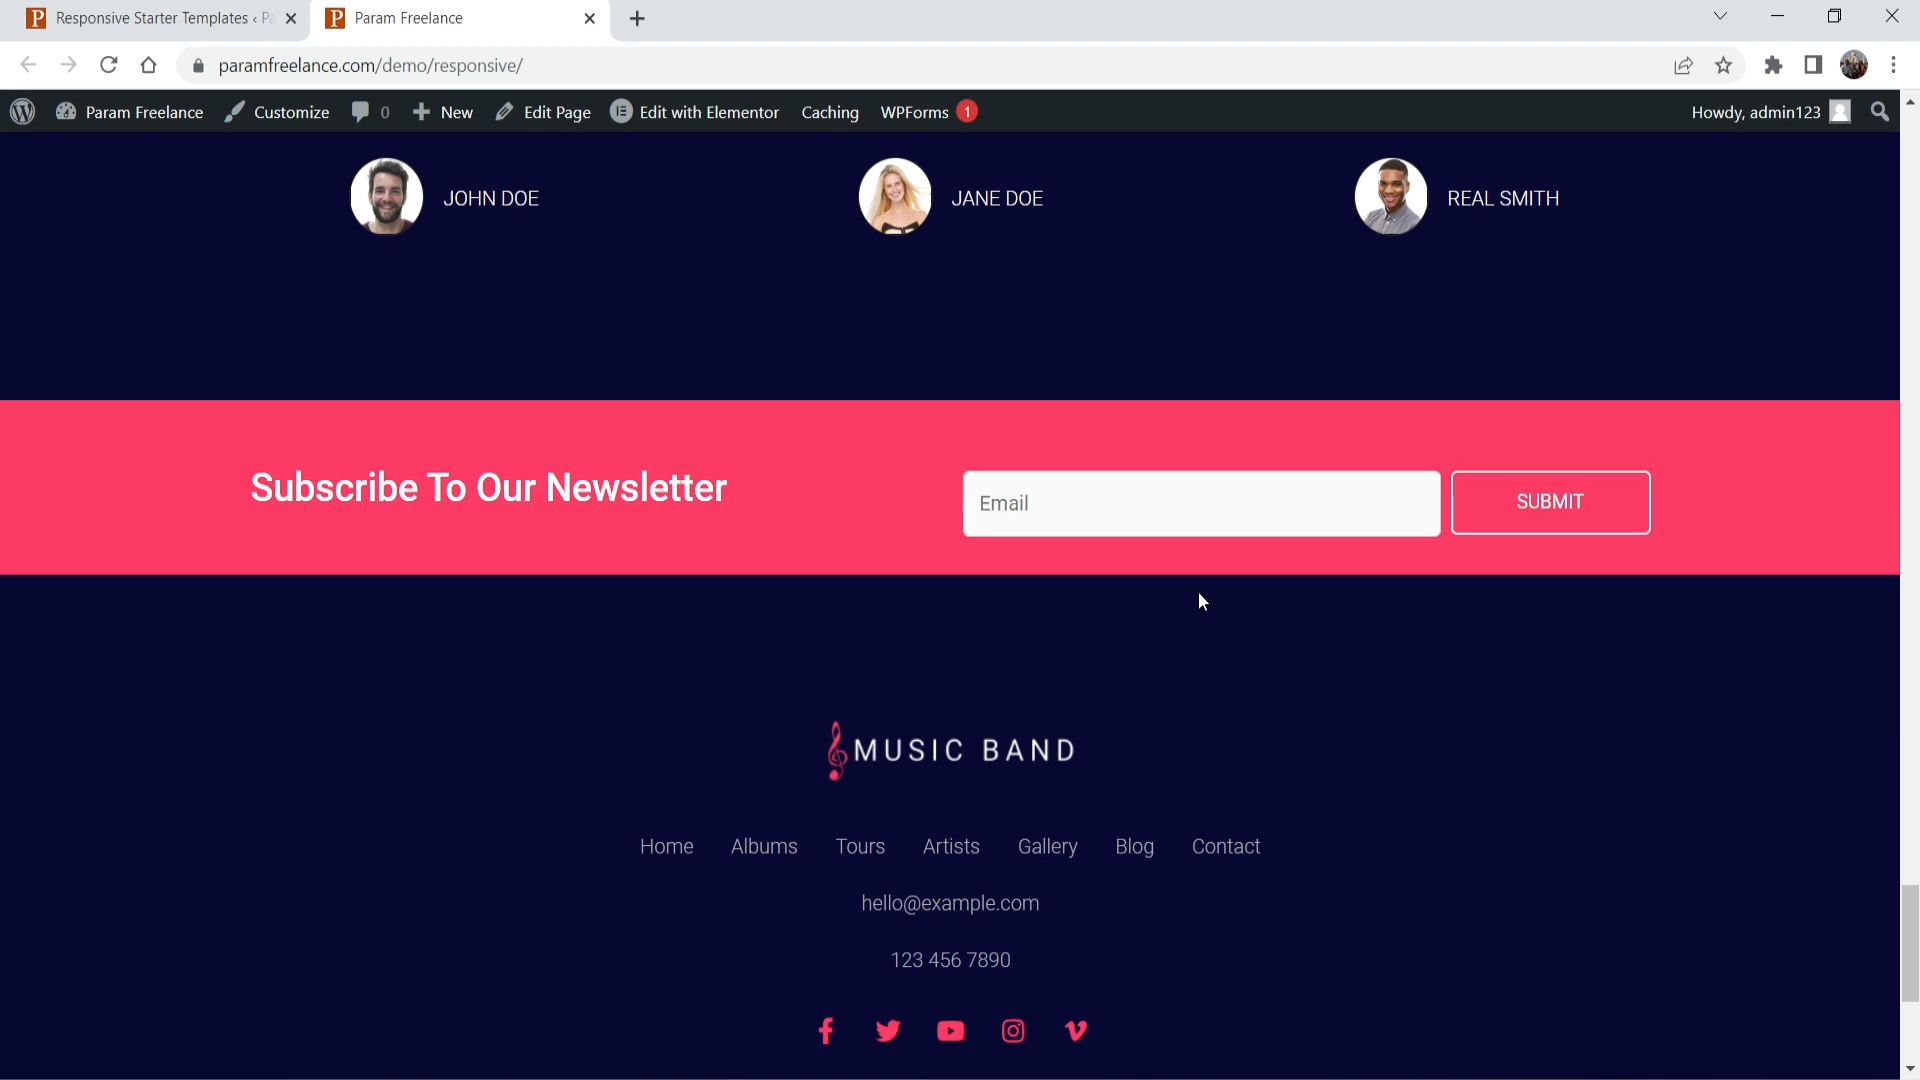 Responsive Starter Templates ‹ Pa
Param Freelance
paramfreelance.com/demo/responsive/
Param Freelance Customize 0 New Edit Page Edit with Elementor Caching WPForms 1 Howdy, admin123
JOHN DOE JANE DOE REAL SMITH
Subscribe To Our Newsletter
Email
SUBMIT
MUSIC BAND
Home Albums Tours Artists Gallery Blog Contact
hello@example.com
123 456 7890